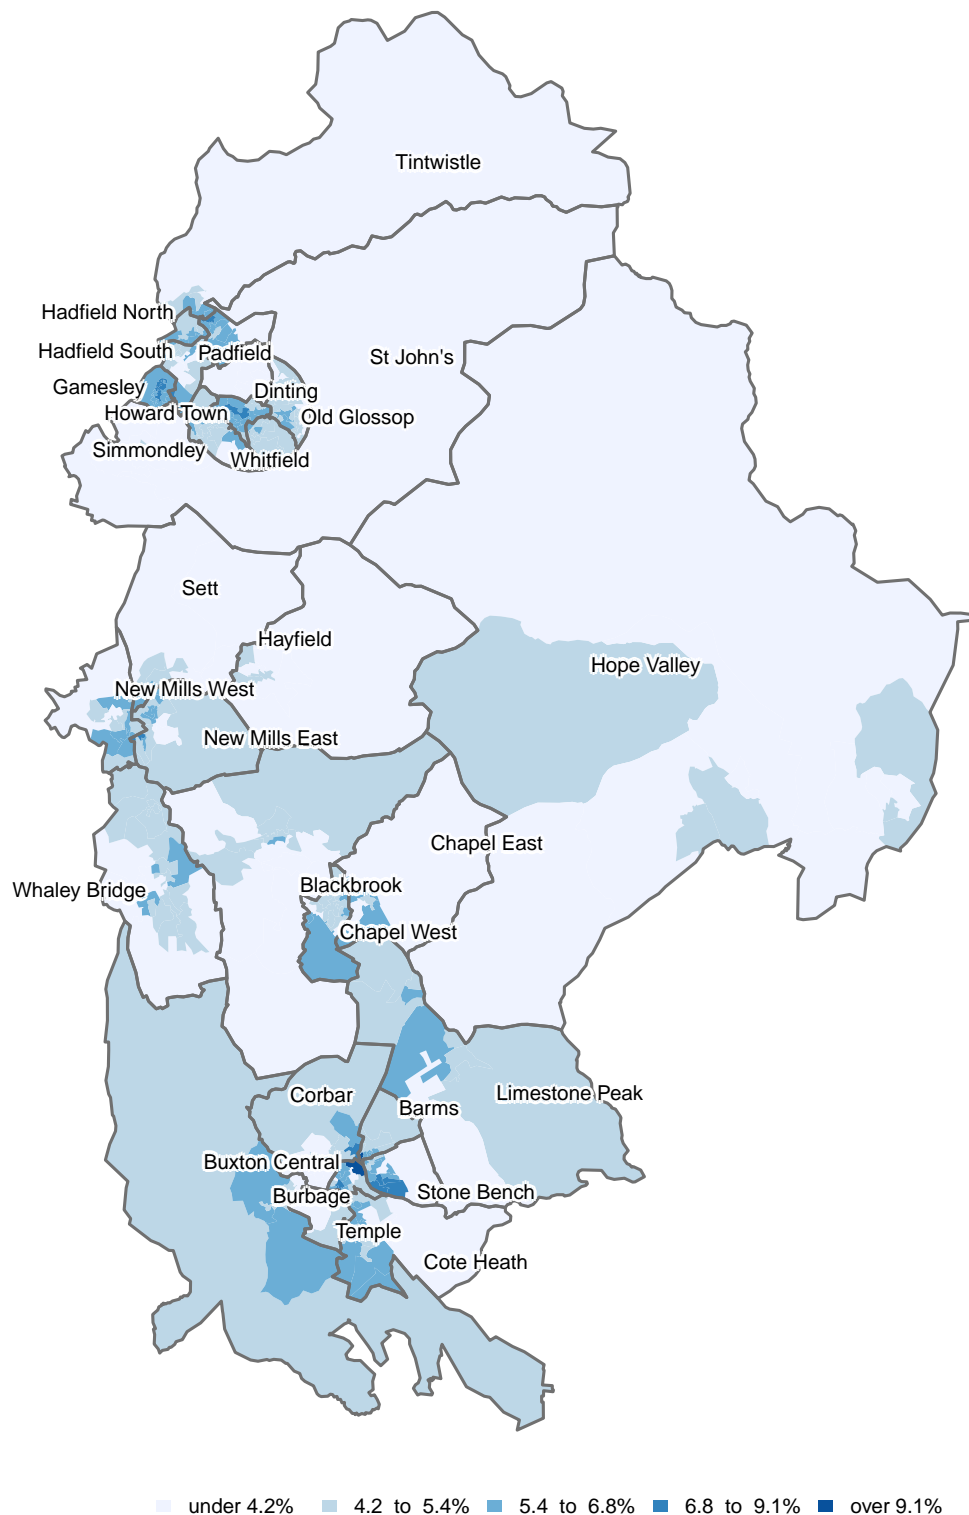 Tintwistle
Hadfield North
Hadfield South
Padfield
St John's
Gamesley
Dinting
Howard Town
Old Glossop
Simmondley
Whitfield
Sett
Hayfield
Hope Valley
New Mills West
New Mills East
Chapel East
Whaley Bridge
Blackbrook
Chapel West
Corbar
Limestone Peak
Barms
Buxton Central
Burbage
Stone Bench
Temple
Cote Heath
under 4.2% 4.2 to 5.4% 5.4 to 6.8% 6.8 to 9.1% over 9.1%